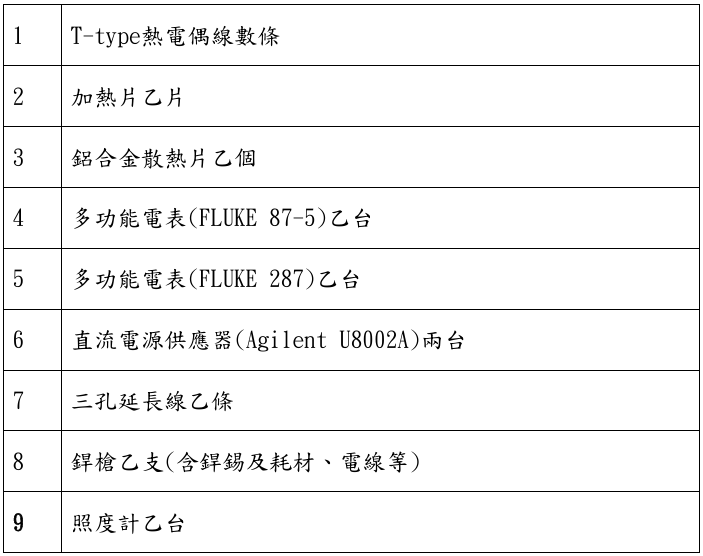 1 T-type熱電偶線數條
2 加熱片乙片
3 鋁合金散熱片乙個
4 多功能電表(FLUKE 87-5)乙台
5 多功能電表(FLUKE 287)乙台
6 直流電源供應器(Agilent U8002A)兩台
7 三孔延長線乙條
8 銲槍乙支(含銲錫及耗材、電線等)
9 照度計乙台